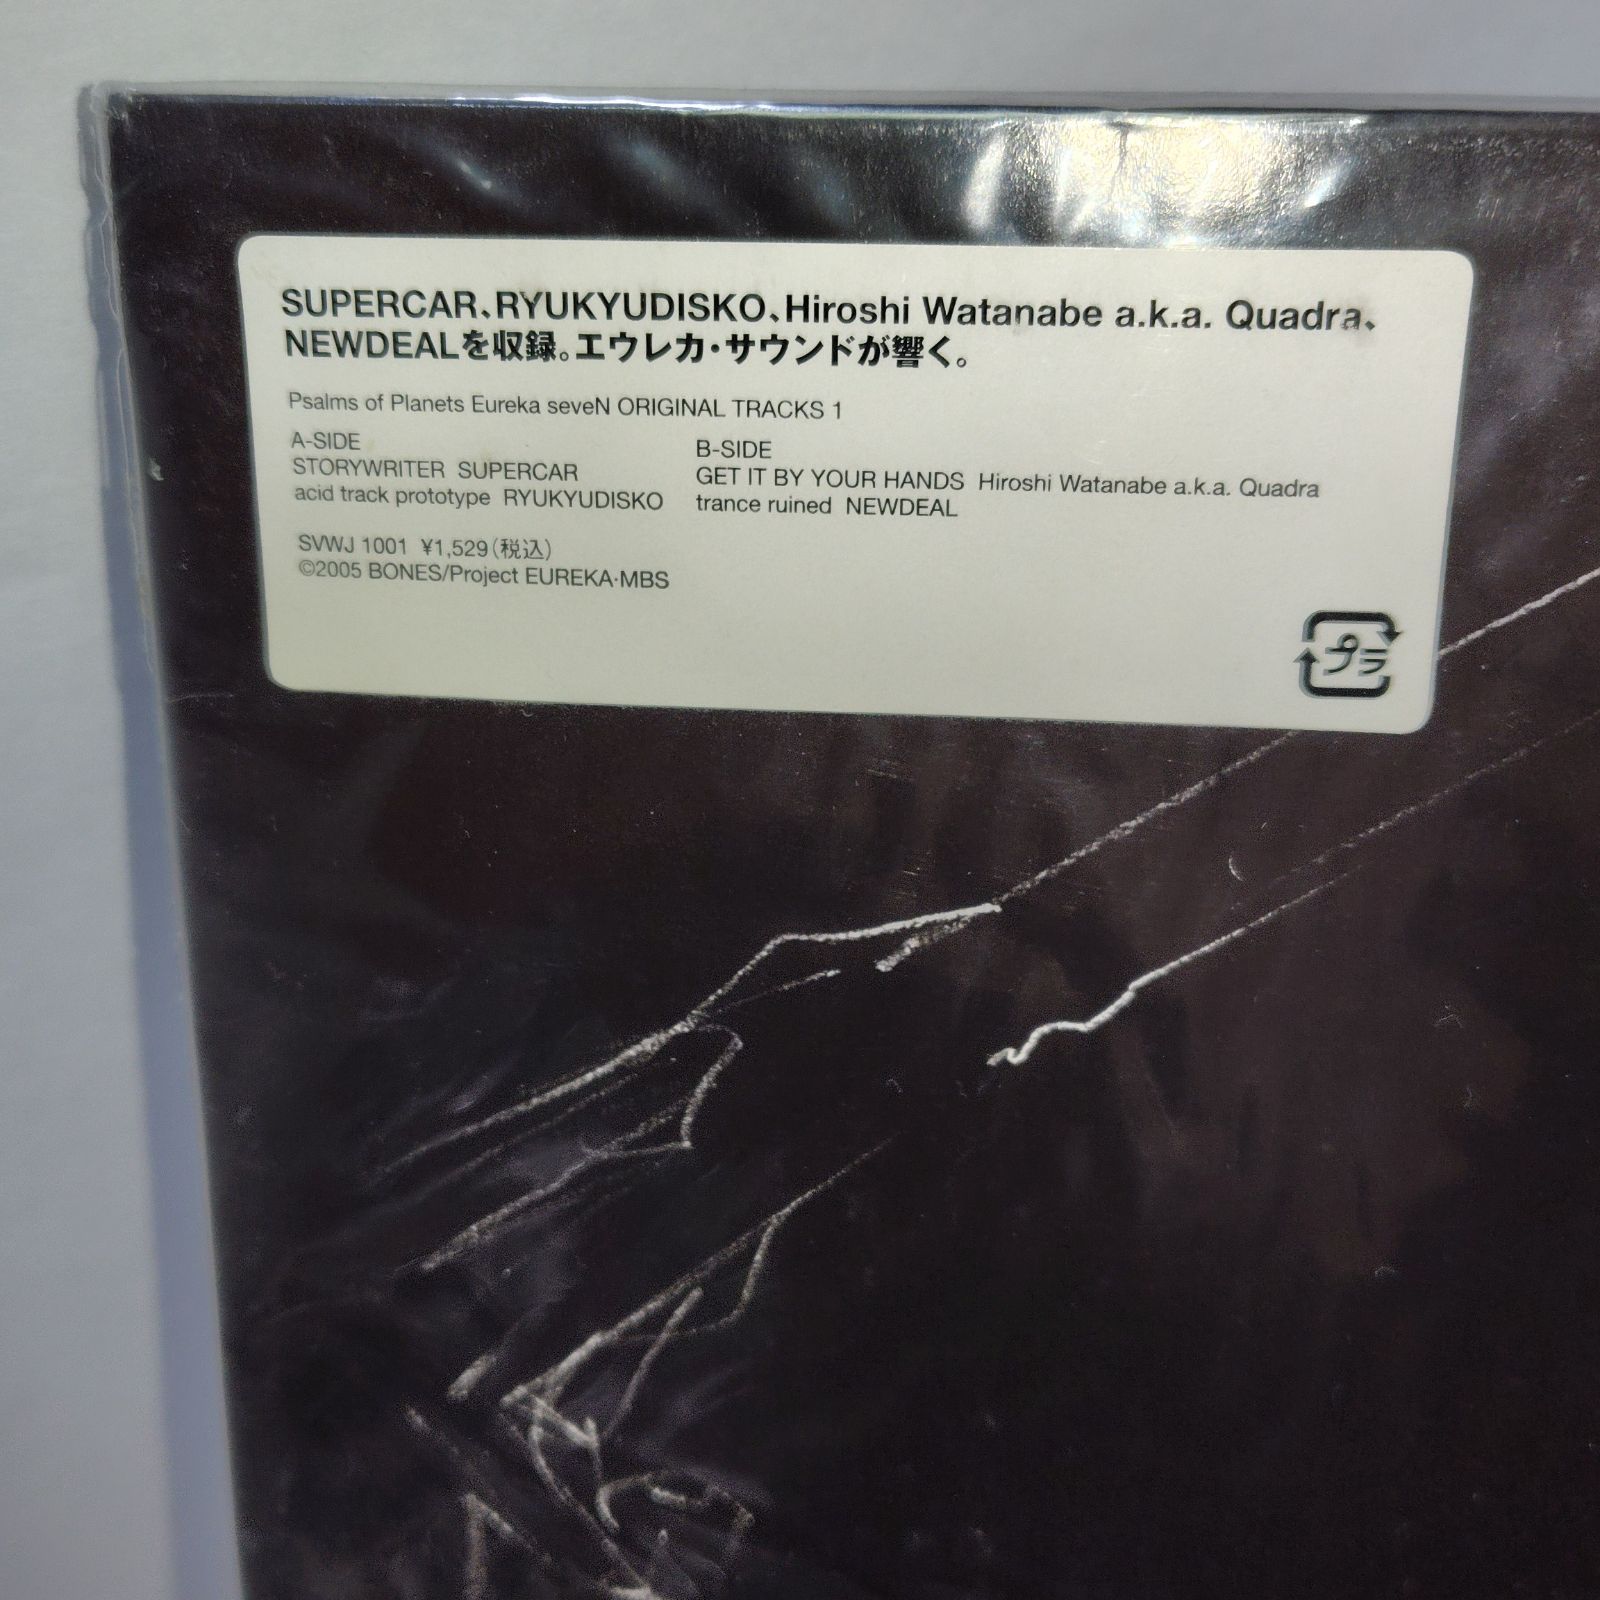 SUPERCAR、RYUKYUDISKO、Hiroshi Watanabe a.k.a. Quadra、
NEWDEALを収録。エウレカ・サウンドが響く。
Psalms of Planets Eureka seveN ORIGINAL TRACKS 1
A-SIDE
STORYWRITER SUPERCAR
acid track prototype RYUKYUDISKO
B-SIDE
GET IT BY YOUR HANDS Hiroshi Watanabe a.k.a. Quadra
trance ruined NEWDEAL
SVWJ 1001 ¥1,529(税込)
©2005 BONES/Project EUREKA·MBS
プラ